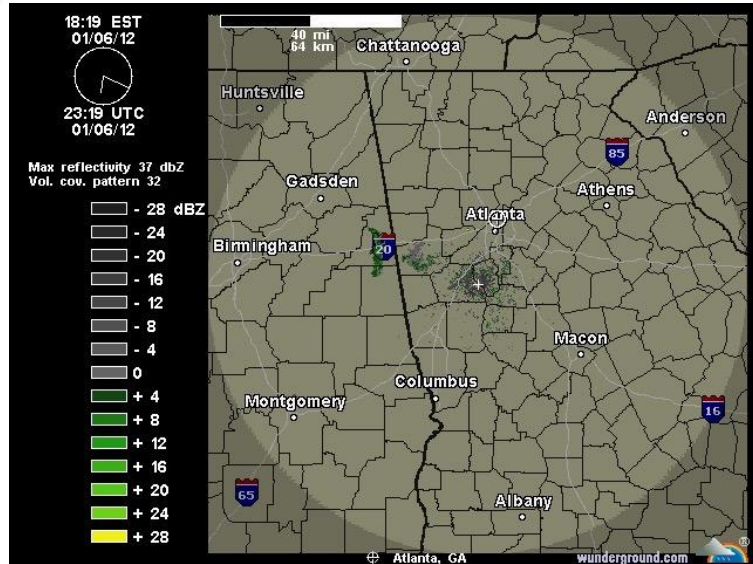 18:19 EST
01/06/12
23:19 UTC
01/06/12
Max reflectivity 37 dbZ
Vol. cov. pattern 32
- 28 dBZ
- 24
- 20
- 16
- 12
- 8
- 4
0
+ 4
+ 8
+ 12
+ 16
+ 20
+ 24
+ 28
40 mi
64 km
Chattanooga
Huntsville
Anderson
85
Gadsden
Athens
Atlanta
Birmingham
20
Macon
Columbus
Montgomery
16
65
Albany
Atlanta, GA
wunderground.com
®